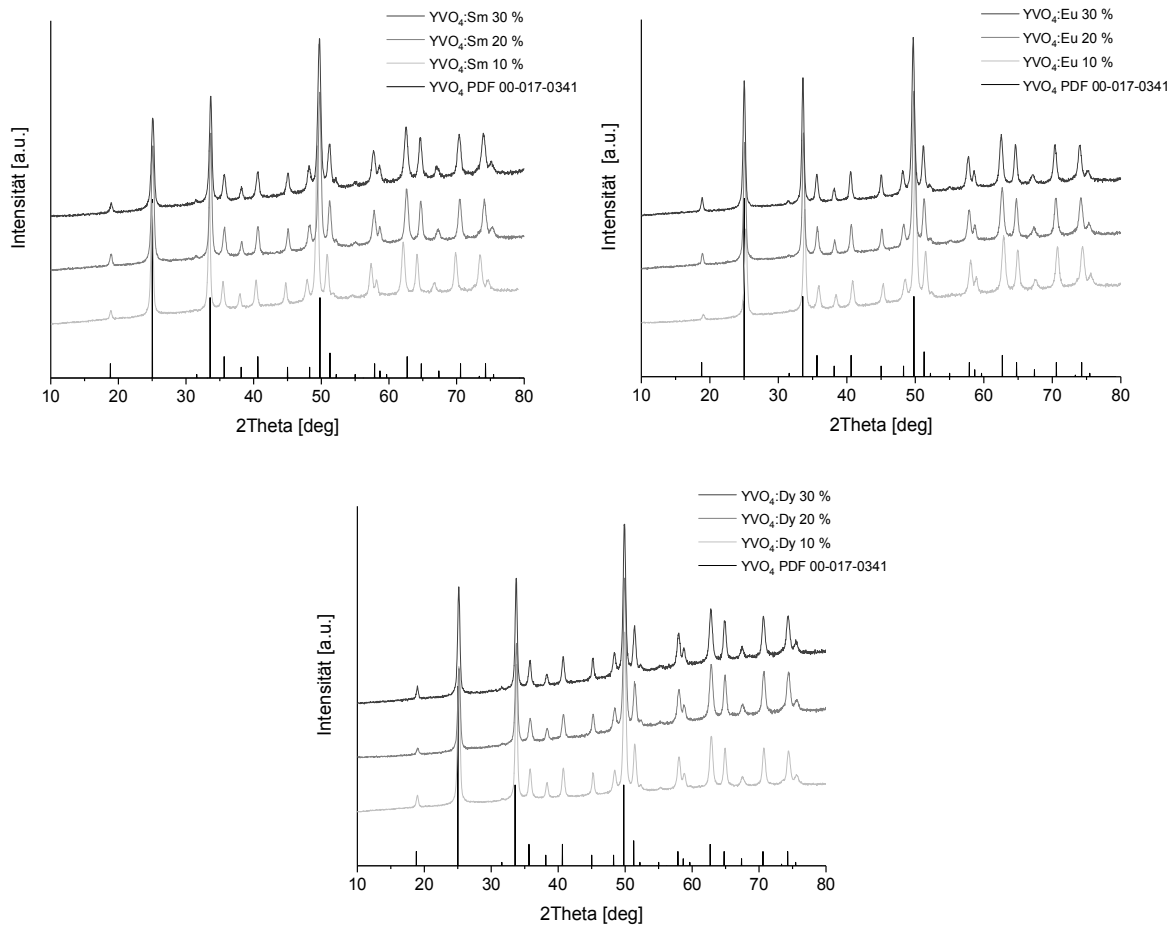 YVO4:Sm 30 %
YVO4:Sm 20 %
YVO4:Sm 10 %
YVO4 PDF 00-017-0341
Intensität [a.u.]
10 20 30 40 50 60 70 80
2Theta [deg]
YVO4:Eu 30 %
YVO4:Eu 20 %
YVO4:Eu 10 %
YVO4 PDF 00-017-0341
Intensität [a.u.]
10 20 30 40 50 60 70 80
2Theta [deg]
YVO4:Dy 30 %
YVO4:Dy 20 %
YVO4:Dy 10 %
YVO4 PDF 00-017-0341
Intensität [a.u.]
10 20 30 40 50 60 70 80
2Theta [deg]